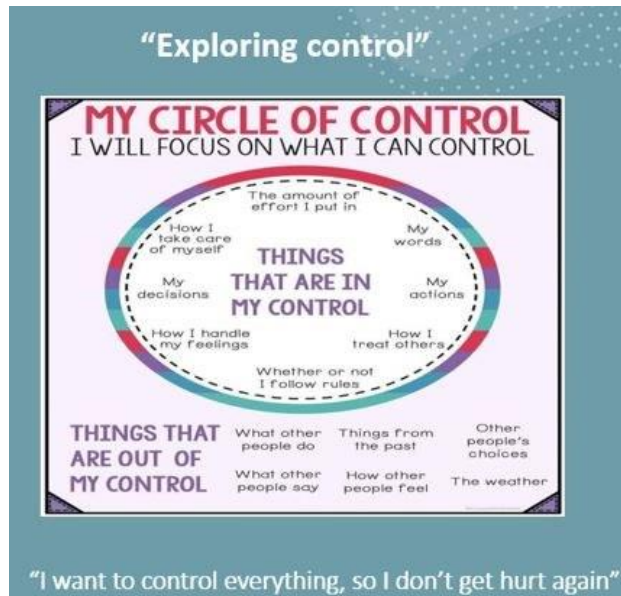 “Exploring control”
MY CIRCLE OF CONTROL
I WILL FOCUS ON WHAT I CAN CONTROL
The amount of
effort I put in
How I
take care
of myself
My
words
THINGS
THAT ARE IN
MY CONTROL
My
decisions
My
actions
How I handle
my feelings
How I
treat others
Whether or not
I follow rules
THINGS THAT
ARE OUT OF
MY CONTROL
What other
people do
Things from
the past
Other
people's
choices
What other
people say
How other
people feel
The weather
“I want to control everything, so I don’t get hurt again”